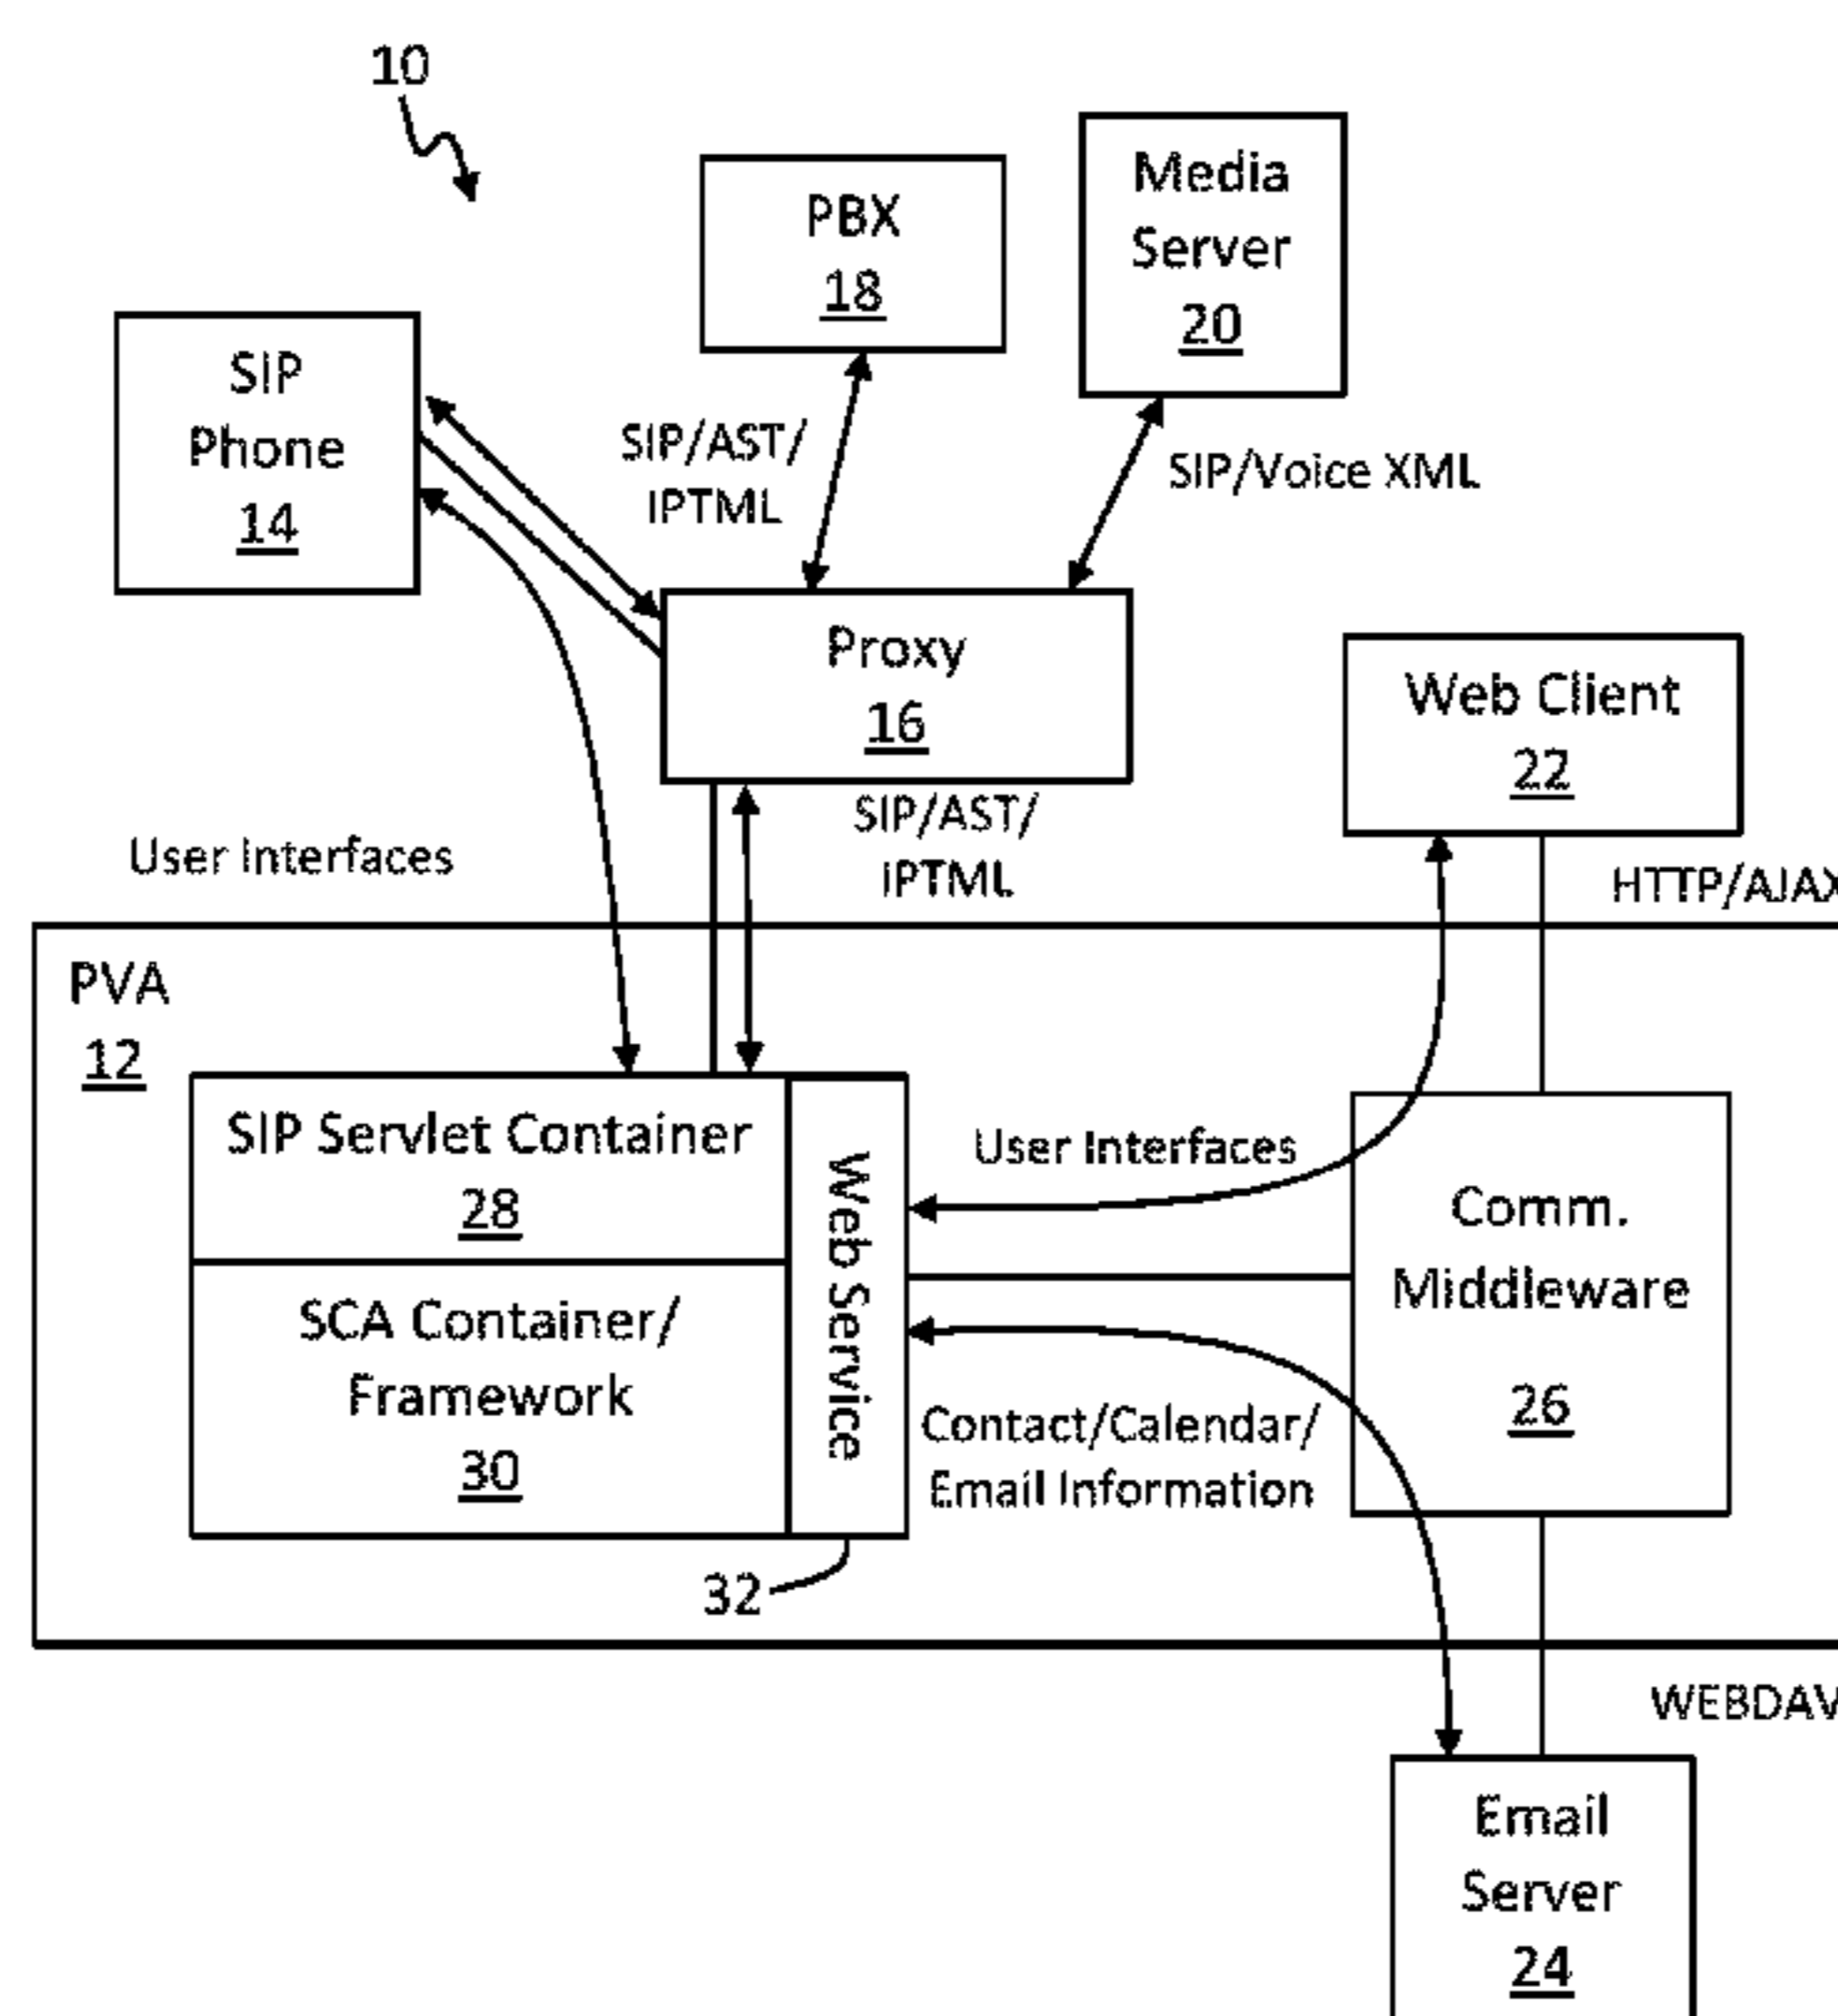 10
Media
Server
20
PBX
18
SIP
Phone
14
SIP/AST/
IPTML
SIP/Voice XML
Proxy
16
Web Client
22
SIP/AST/
IPTML
User Interfaces
HTTP/AJAX
PVA
12
SIP Servlet Container
28
Web Service
User Interfaces
Comm.
Middleware
26
SCA Container/
Framework
30
Contact/Calendar/
Email Information
32
WEBDAV
Email
Server
24